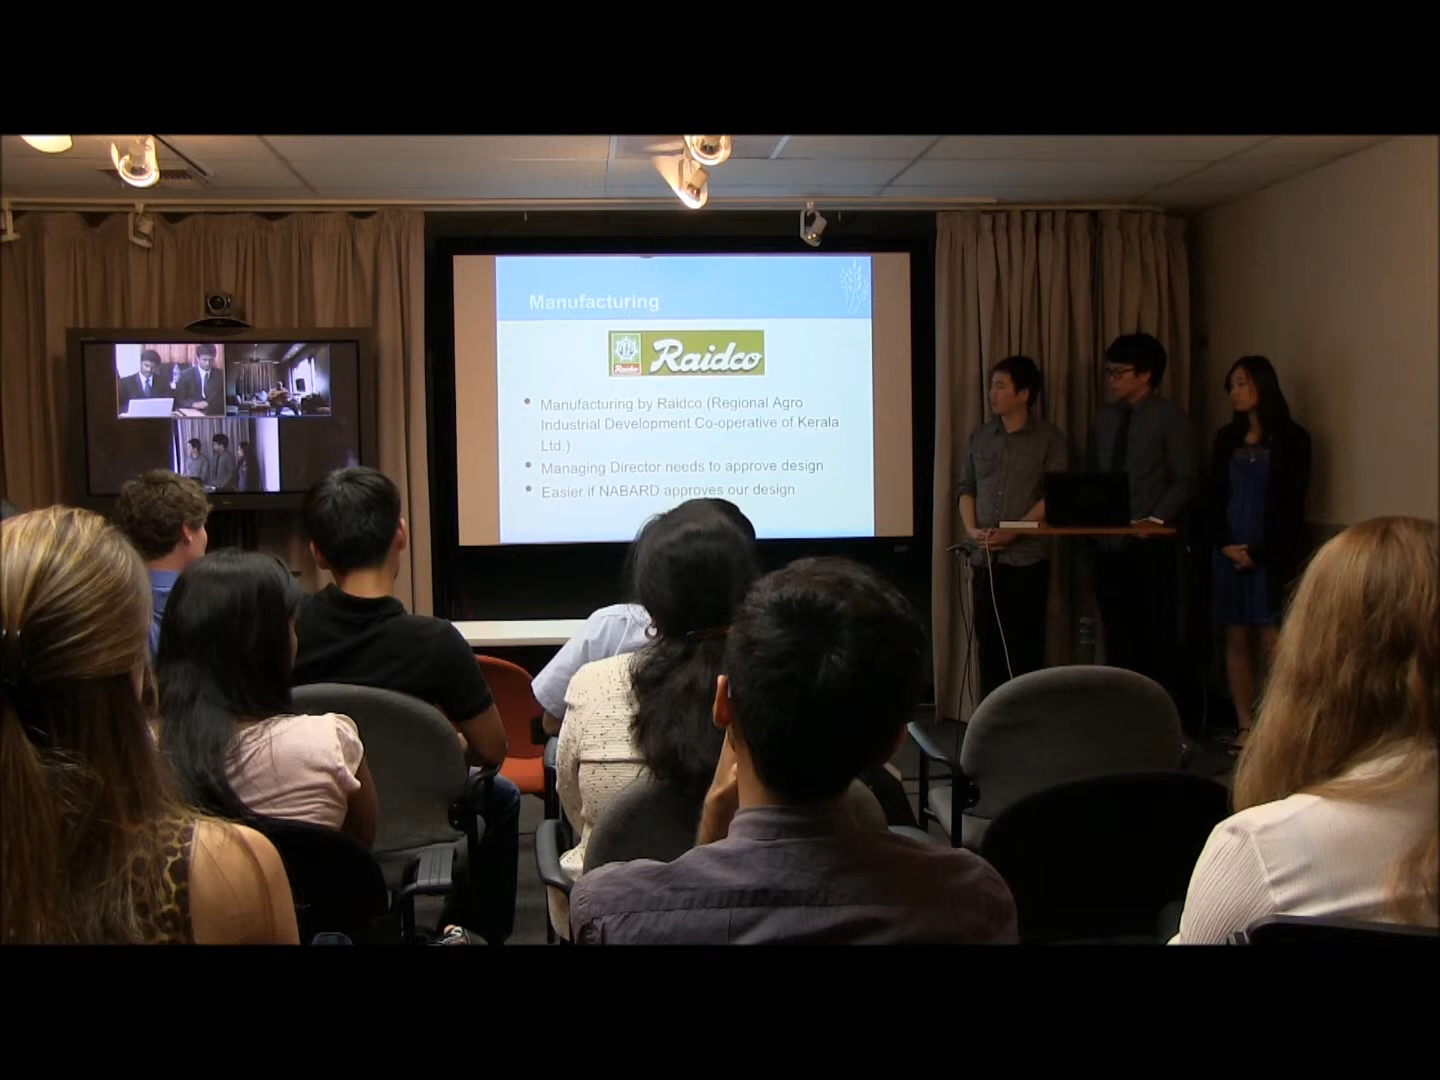 Manufacturing
Raidco
Raidco
• Manufacturing by Raidco (Regional Agro
Industrial Development Co-operative of Kerala
Ltd.)
• Managing Director needs to approve design
• Easier if NABARD approves our design